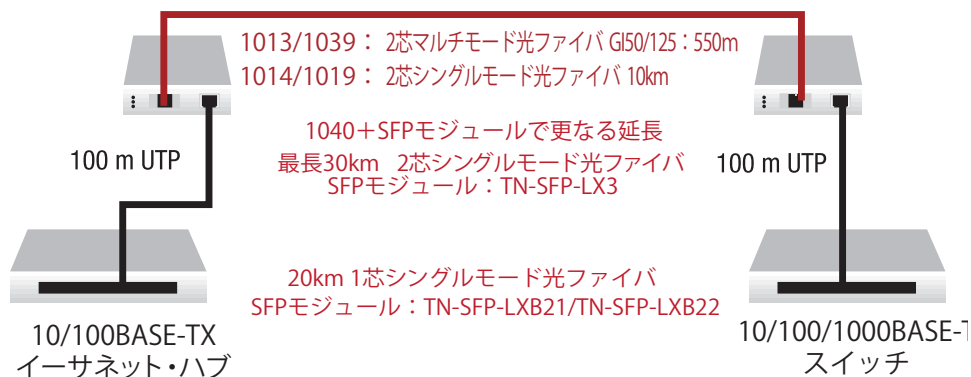 1013/1039： 2芯マルチモード光ファイバ GI50/125：550m
1014/1019： 2芯シングルモード光ファイバ 10km
1040＋SFPモジュールで更なる延長
最長30km 2芯シングルモード光ファイバ
SFPモジュール：TN-SFP-LX3
100 m UTP
100 m UTP
20km 1芯シングルモード光ファイバ
SFPモジュール：TN-SFP-LXB21/TN-SFP-LXB22
10/100BASE-TX
イーサネット・ハブ
10/100/1000BASE-T
スイッチ